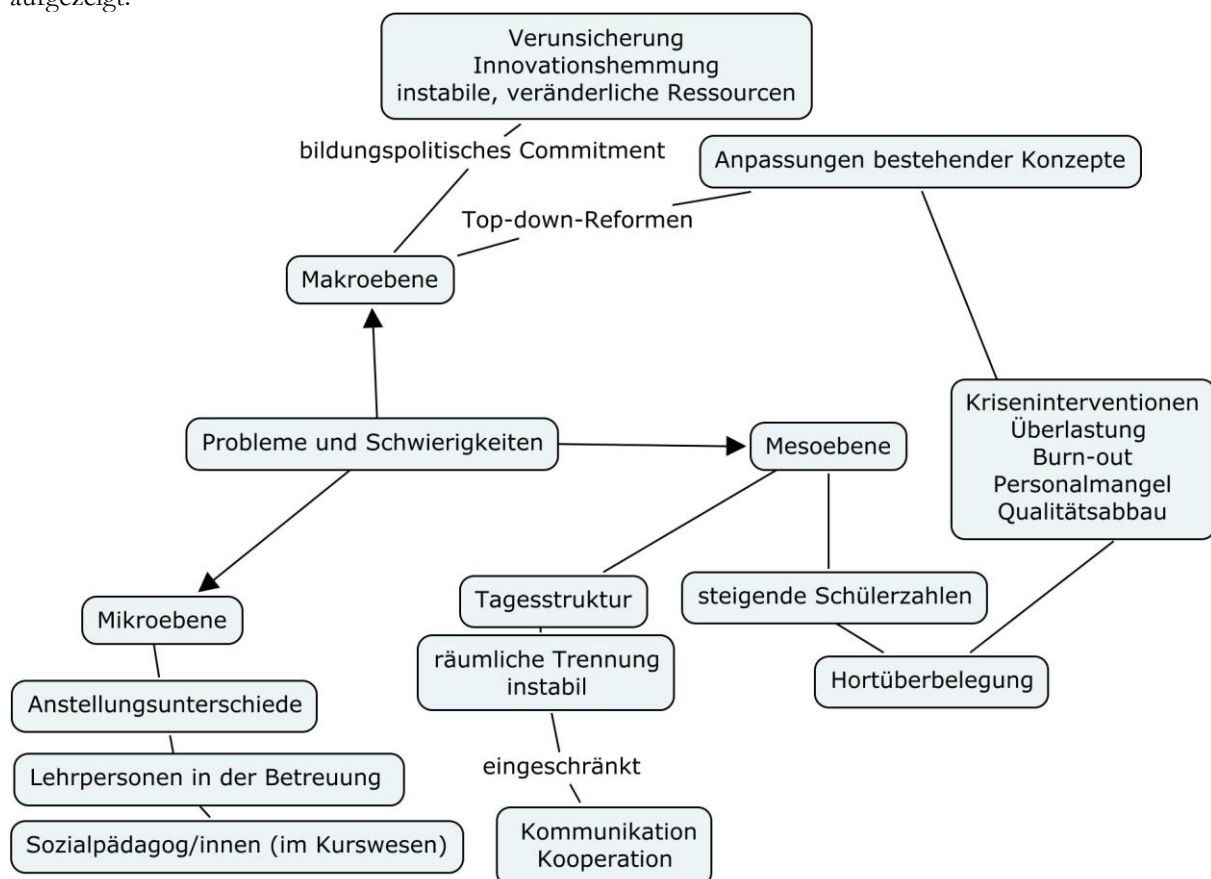 aufgezeigt.
Verunsicherung
Innovationshemmung
instabile, veränderliche Ressourcen
bildungspolitisches Commitment
Anpassungen bestehender Konzepte
Top-down-Reformen
Makroebene
Probleme und Schwierigkeiten
Mesoebene
Kriseninterventionen
Überlastung
Burn-out
Personalmangel
Qualitätsabbau
Mikroebene
Tagesstruktur
steigende Schülerzahlen
räumliche Trennung
instabil
Hortüberbelegung
Anstellungsunterschiede
Lehrpersonen in der Betreuung
eingeschränkt
Sozialpädagog/innen (im Kurswesen)
Kommunikation
Kooperation